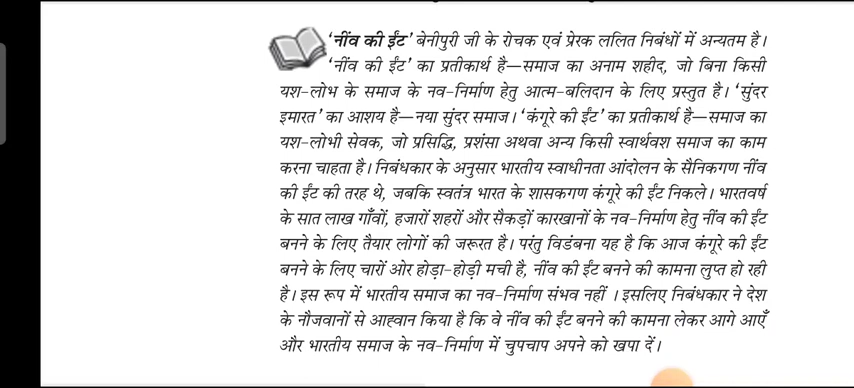 'नींव की ईंट' बेनीपुरी जी के रोचक एवं प्रेरक ललित निबंधों में अन्यतम है।
'नींव की ईंट' का प्रतीकार्थ है—समाज का अनाम शहीद, जो बिना किसी
यश-लोभ के समाज के नव-निर्माण हेतु आत्म-बलिदान के लिए प्रस्तुत है। 'सुंदर
इमारत' का आशय है—नया सुंदर समाज। 'कंगूरे की ईंट' का प्रतीकार्थ है—समाज का
यश-लोभी सेवक, जो प्रसिद्धि, प्रशंसा अथवा अन्य किसी स्वार्थवश समाज का काम
करना चाहता है। निबंधकार के अनुसार भारतीय स्वाधीनता आंदोलन के सैनिकगण नींव
की ईंट की तरह थे, जबकि स्वतंत्र भारत के शासकगण कंगूरे की ईंट निकले। भारतवर्ष
के सात लाख गाँवों, हजारों शहरों और सैकड़ों कारखानों के नव-निर्माण हेतु नींव की ईंट
बनने के लिए तैयार लोगों की जरूरत है। परंतु विडंबना यह है कि आज कंगूरे की ईंट
बनने के लिए चारों ओर होड़ा-होड़ी मची है, नींव की ईंट बनने की कामना लुप्त हो रही
है। इस रूप में भारतीय समाज का नव-निर्माण संभव नहीं । इसलिए निबंधकार ने देश
के नौजवानों से आह्वान किया है कि वे नींव की ईंट बनने की कामना लेकर आगे आएँ
और भारतीय समाज के नव-निर्माण में चुपचाप अपने को खपा दें।